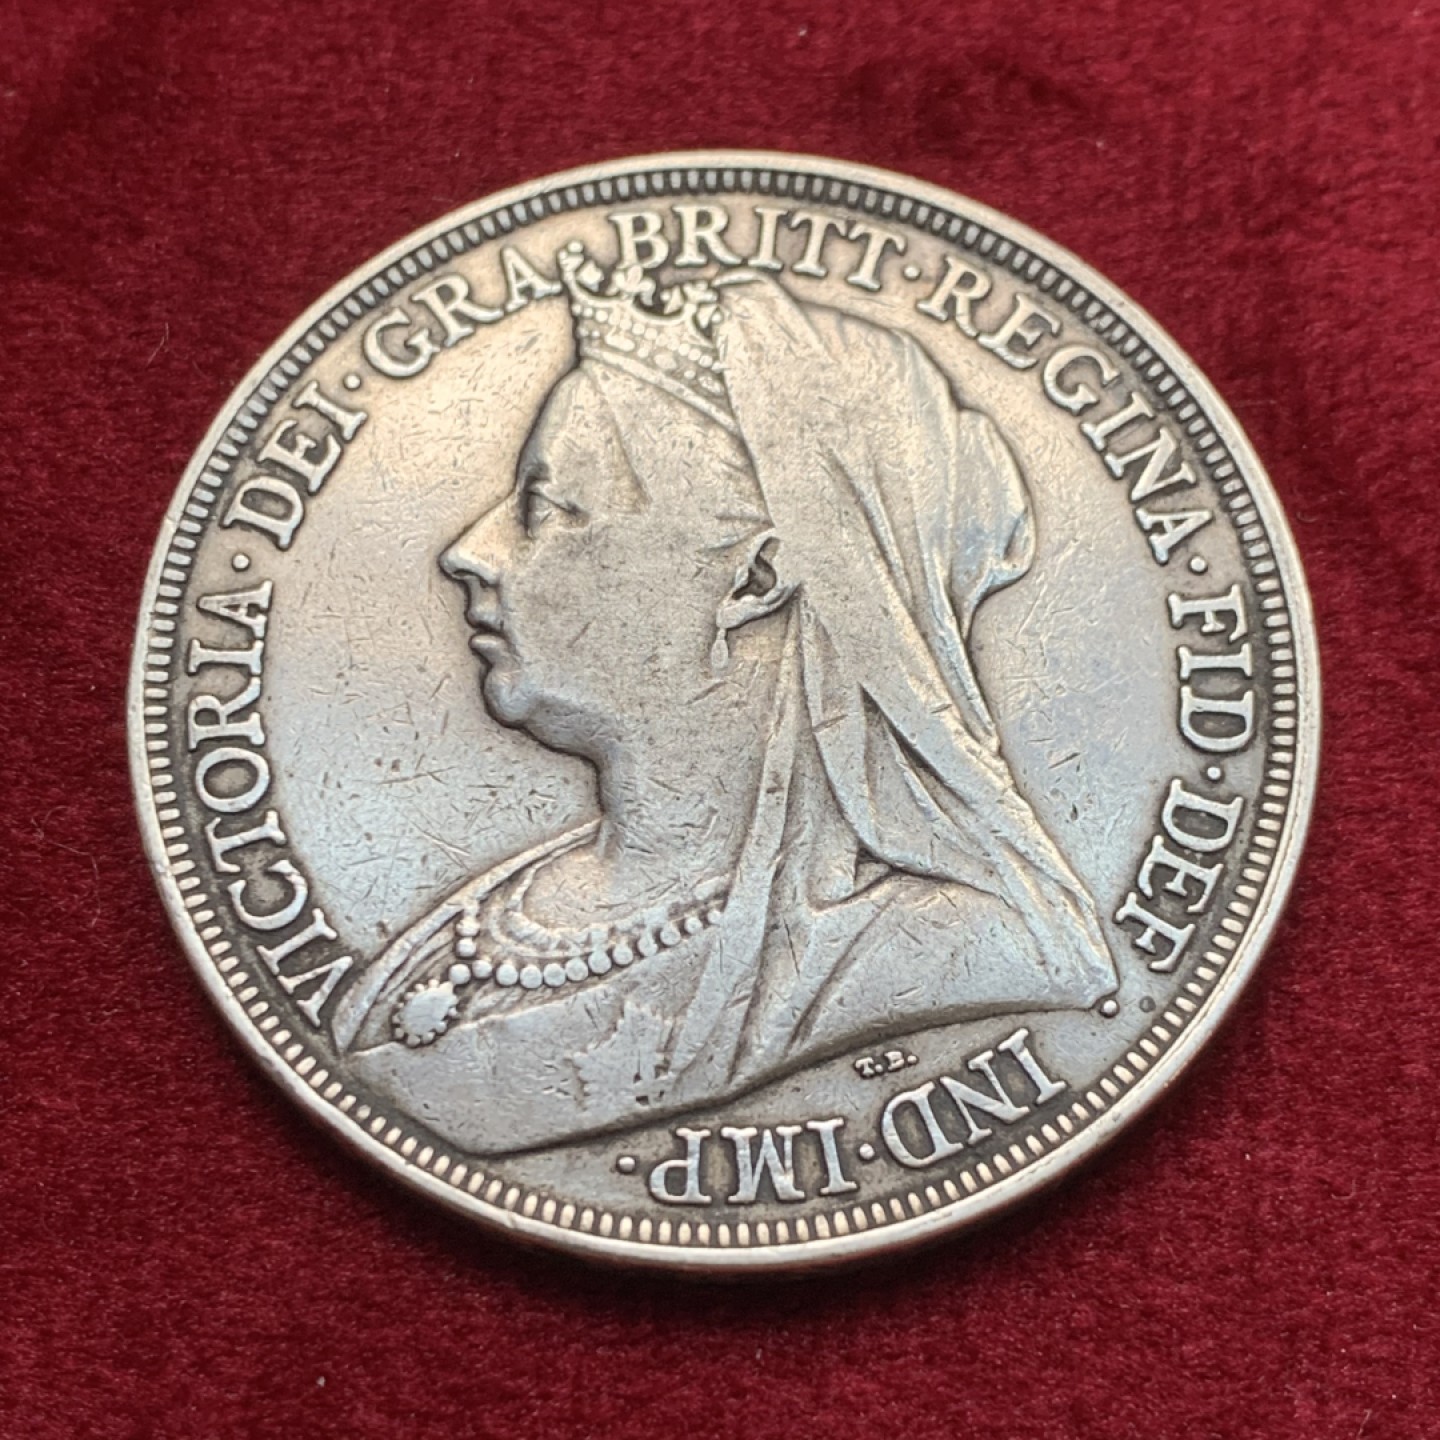 VICTORIA · DEI · GRA · BRITT · REGINA · FID · DEF · IND · IMP ·
T.B.